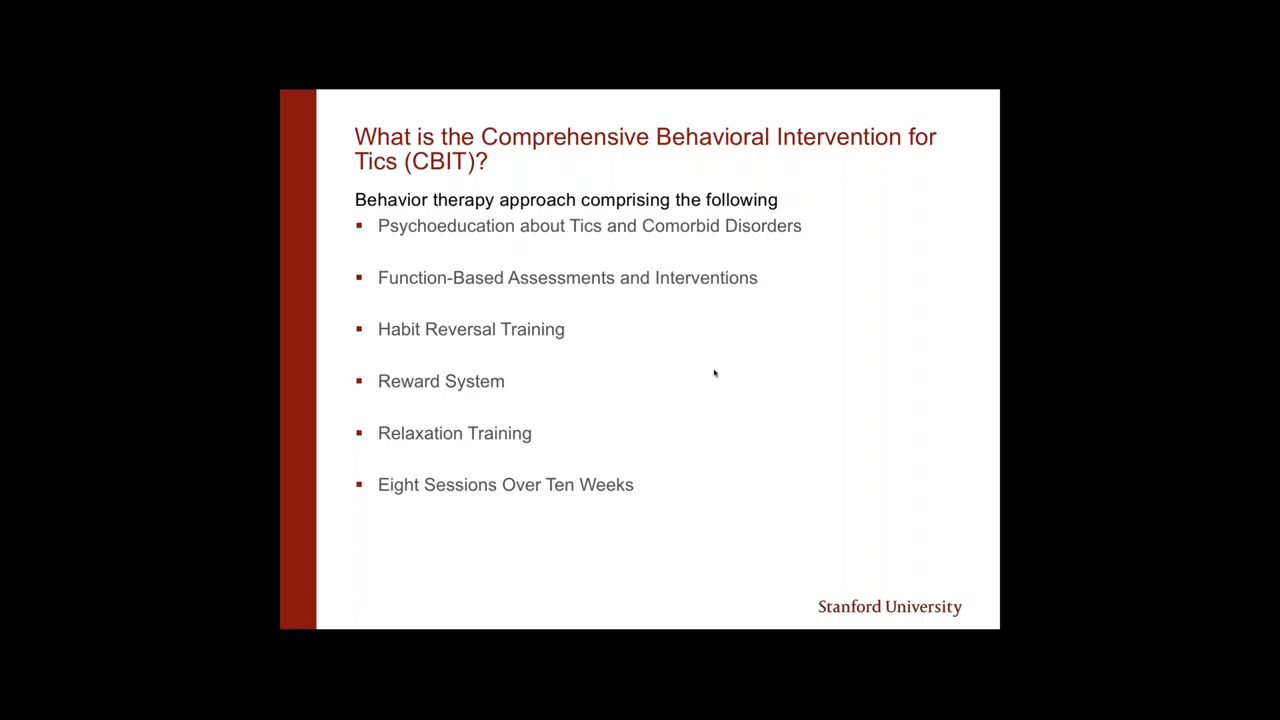 What is the Comprehensive Behavioral Intervention for
Tics (CBIT)?
Behavior therapy approach comprising the following
▪ Psychoeducation about Tics and Comorbid Disorders
▪ Function-Based Assessments and Interventions
▪ Habit Reversal Training
▪ Reward System
▪ Relaxation Training
▪ Eight Sessions Over Ten Weeks
Stanford University